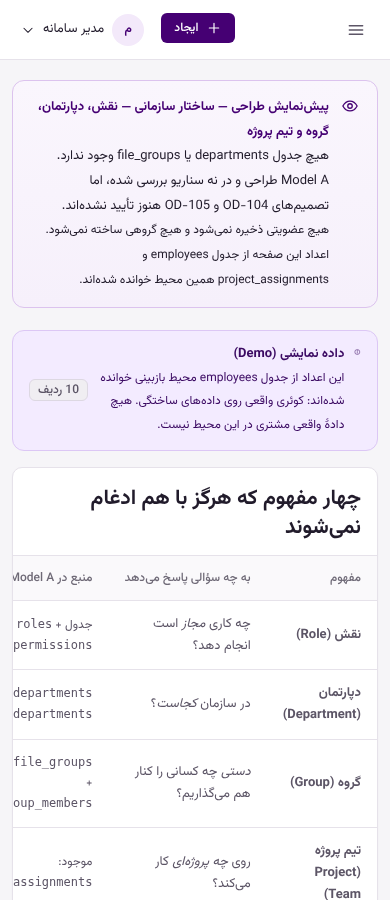 ایجاد
م
مدیر سامانه
پیش‌نمایش طراحی — ساختار سازمانی — نقش، دپارتمان،
گروه و تیم پروژه
هیچ جدول departments یا file_groups وجود ندارد.
Model A طراحی و در نه سناریو بررسی شده، اما
تصمیم‌های OD-104 و OD-105 هنوز تأیید نشده‌اند.
هیچ عضویتی ذخیره نمی‌شود و هیچ گروهی ساخته نمی‌شود.
اعداد این صفحه از جدول employees و
project_assignments همین محیط خوانده شده‌اند.
داده نمایشی (Demo)
این اعداد از جدول employees محیط بازبینی خوانده
شده‌اند: کوئری واقعی روی داده‌های ساختگی. هیچ
دادهٔ واقعی مشتری در این محیط نیست.
10 ردیف
چهار مفهوم که هرگز با هم ادغام
نمی‌شوند
مفهوم
به چه سؤالی پاسخ می‌دهد
منبع در Model A
نقش (Role)
چه کاری مجاز است
انجام دهد؟
جدول roles +
permissions
دپارتمان
(Department)
در سازمان کجاست؟
departments
departments
گروه (Group)
دستی چه کسانی را کنار
هم می‌گذاریم؟
file_groups
+
oup_members
تیم پروژه
(Project
Team)
روی چه پروژه‌ای کار
می‌کند؟
موجود:
assignments